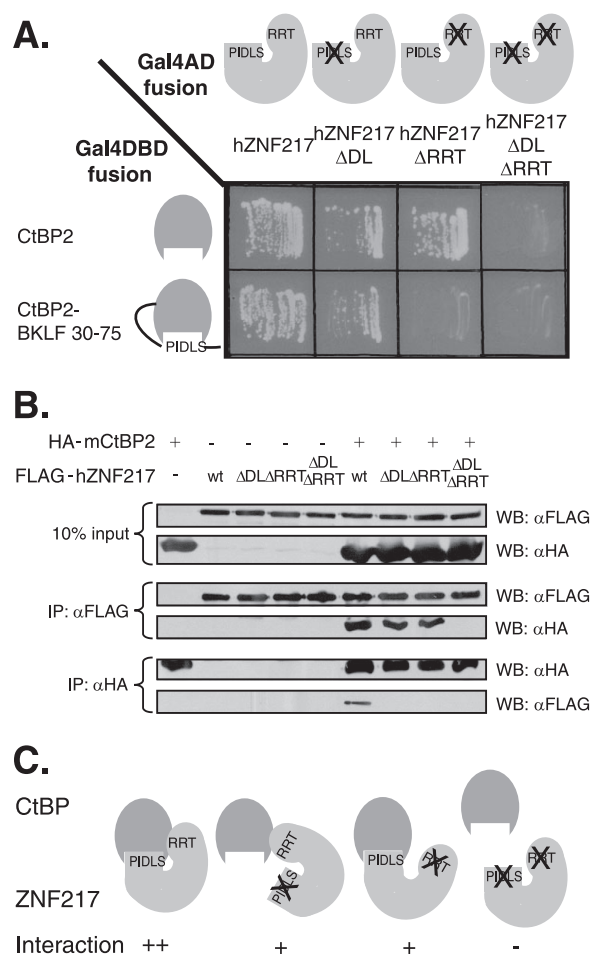 A.
Gal4AD
fusion
Gal4DBD
fusion
PIDLS RRT
PIDLS RRT
PIDLS RRT
PIDLS RRT
hZNF217
hZNF217
ΔDL
hZNF217
ΔRRT
hZNF217
ΔDL
ΔRRT
CtBP2
CtBP2-
BKLF 30-75
PIDLS
B.
HA-mCtBP2 + - - - - + + + +
FLAG-hZNF217 - wt ΔDL ΔRRT ΔDL ΔRRT wt ΔDL ΔRRT ΔDL ΔRRT
10% input
WB: αFLAG
WB: αHA
IP: αFLAG
WB: αFLAG
WB: αHA
IP: αHA
WB: αHA
WB: αFLAG
C.
CtBP
ZNF217
PIDLS RRT
PIDLS RRT
PIDLS RRT
PIDLS RRT
Interaction ++ + + -